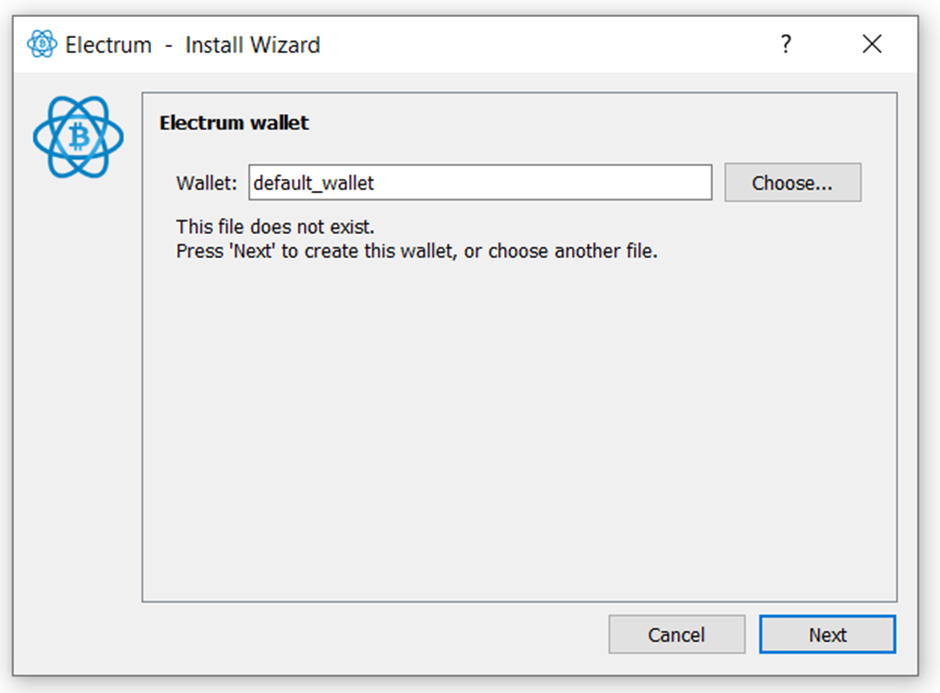 Electrum - Install Wizard
Electrum wallet
Wallet: default_wallet Choose...
This file does not exist.
Press 'Next' to create this wallet, or choose another file.
Cancel Next